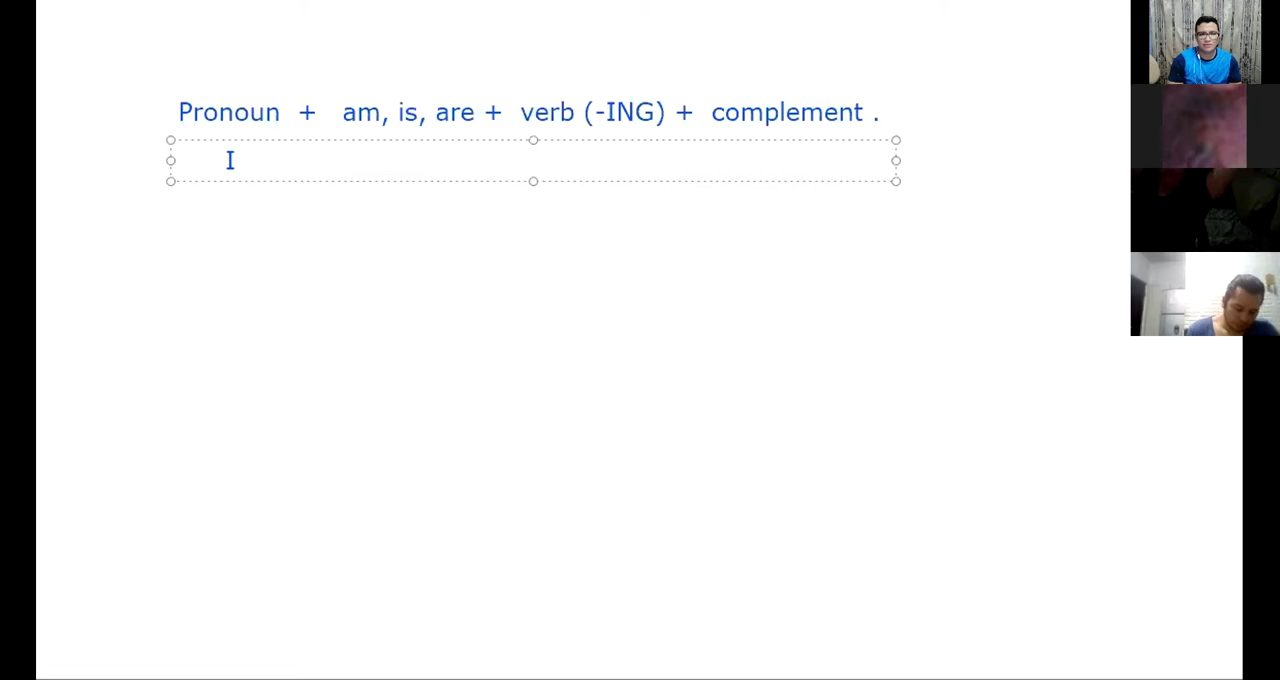 Pronoun + am, is, are + verb (-ING) + complement .
I